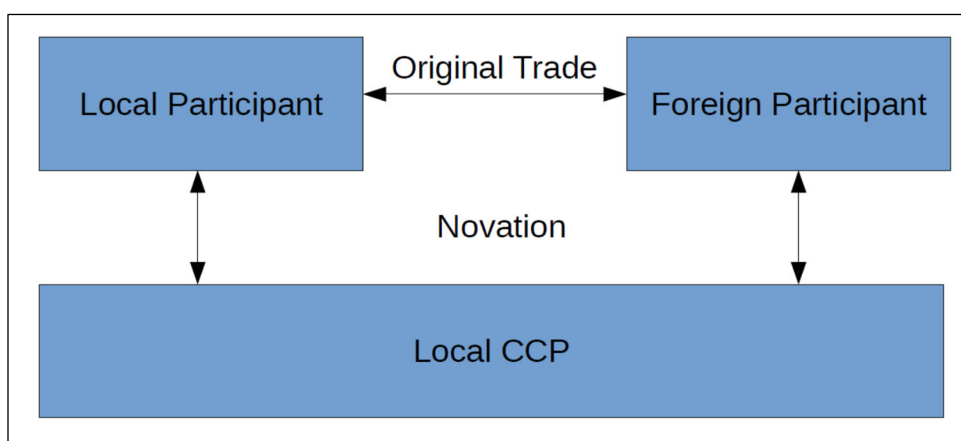 Original Trade
Local Participant
Foreign Participant
Novation
Local CCP